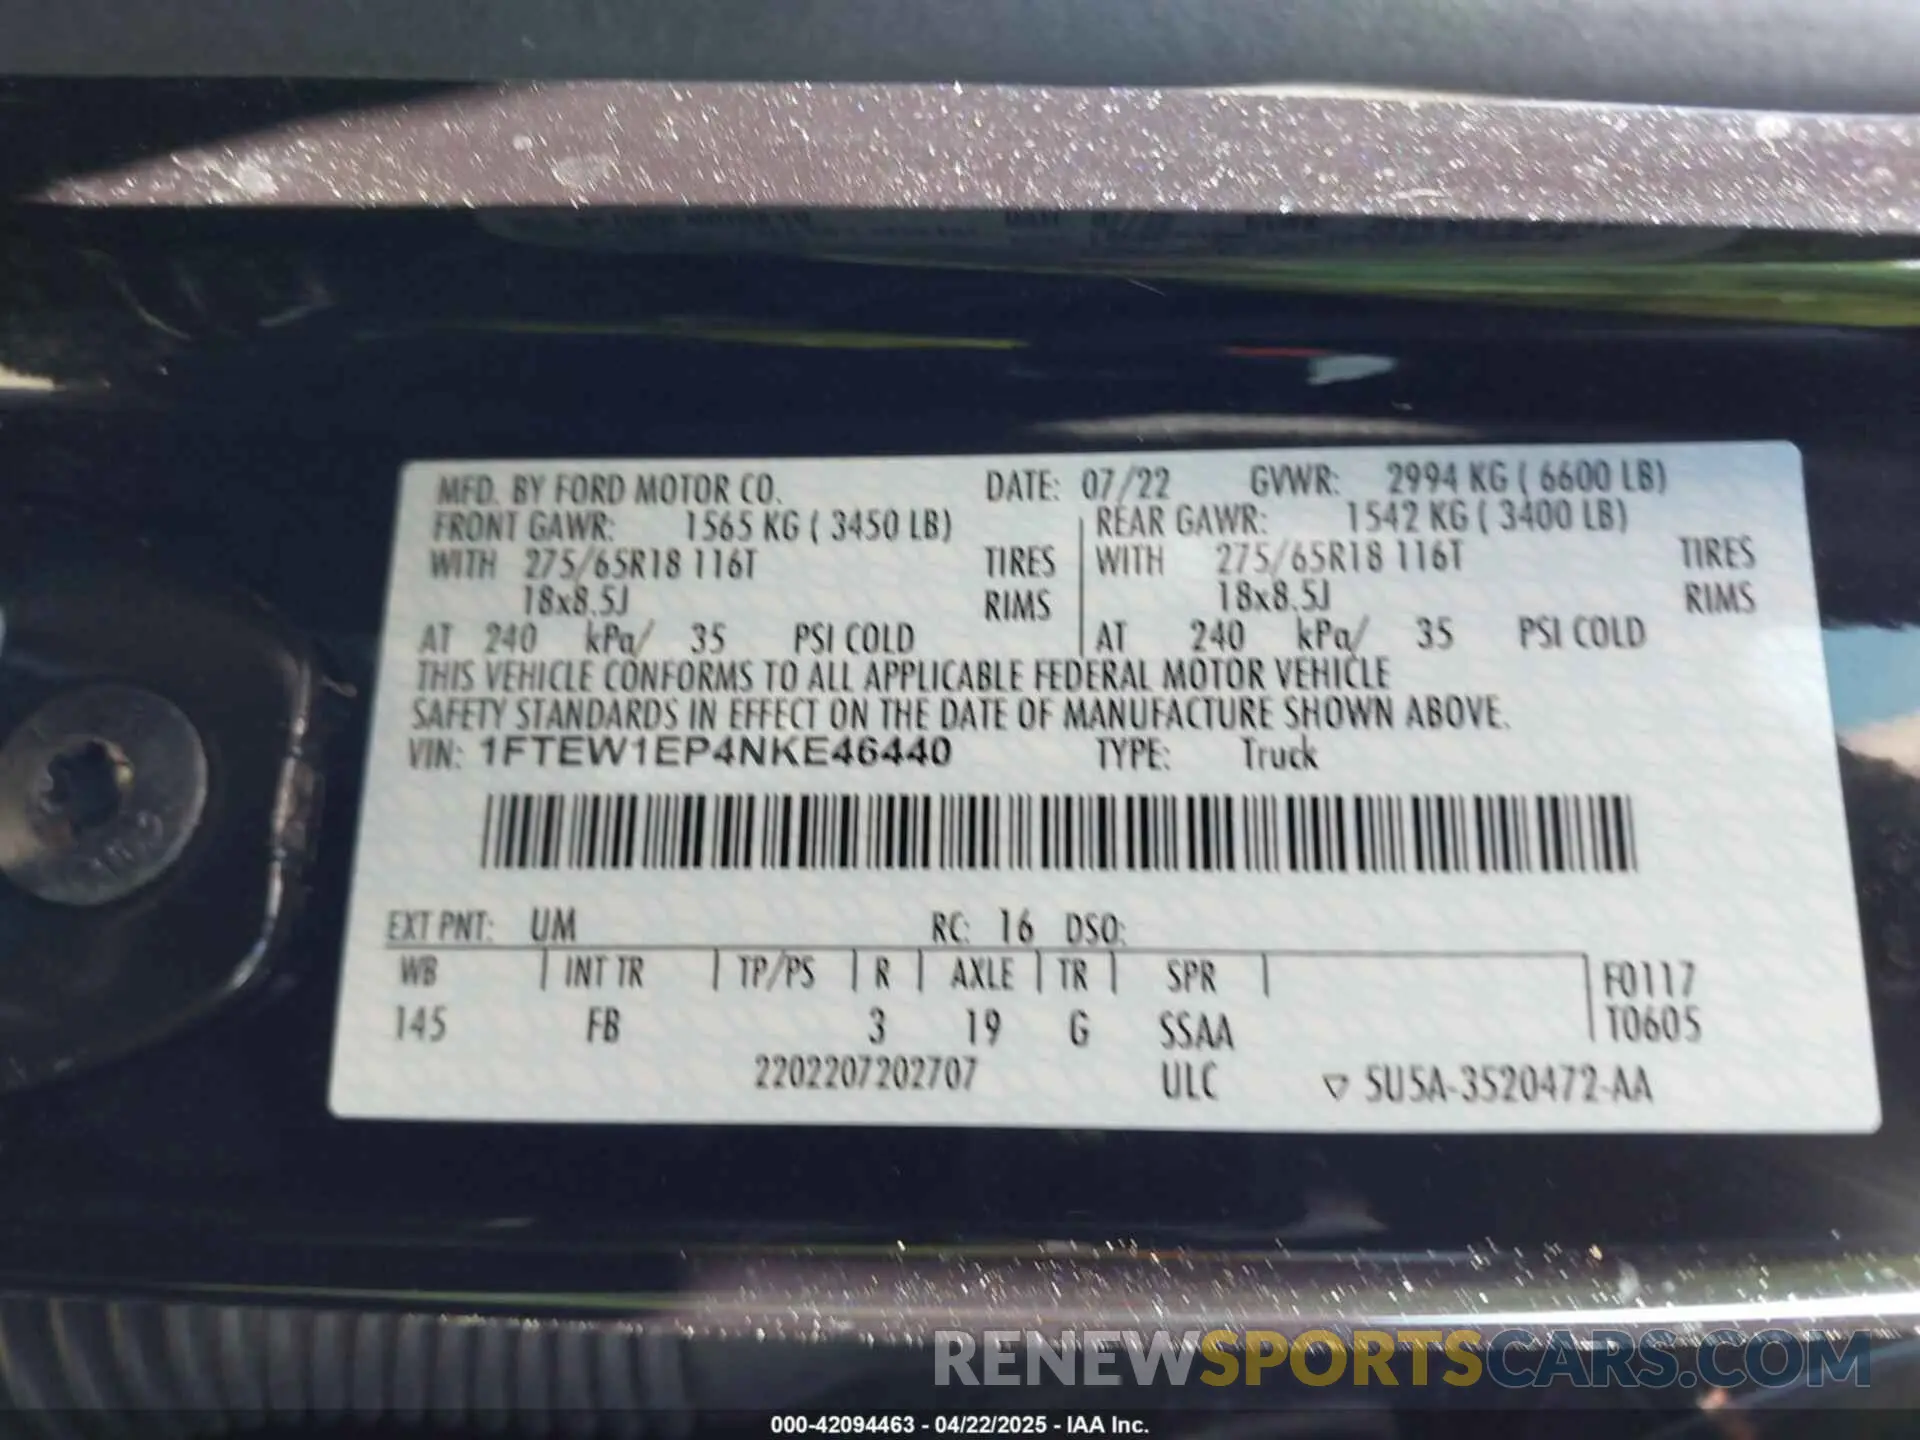 MFD. BY FORD MOTOR CO. DATE: 07/22 GVWR: 2994 KG ( 6600 LB)
FRONT GAWR: 1565 KG ( 3450 LB) REAR GAWR: 1542 KG ( 3400 LB)
WITH 275/65R18 116T TIRES WITH 275/65R18 116T TIRES
18x8.5J RIMS 18x8.5J RIMS
AT 240 kPa/ 35 PSI COLD AT 240 kPa/ 35 PSI COLD
THIS VEHICLE CONFORMS TO ALL APPLICABLE FEDERAL MOTOR VEHICLE
SAFETY STANDARDS IN EFFECT ON THE DATE OF MANUFACTURE SHOWN ABOVE.
VIN: 1FTEW1EP4NKE46440 TYPE: Truck
EXT PNT: UM RC: 16 DSO:
WB INT TR TP/PS R AXLE TR SPR F0117
145 FB 3 19 G SSAA T0605
2202207202707 ULC ▽ 5U5A-3520472-AA
RENEWSPORTSCARS.COM
000-42094463 - 04/22/2025 - IAA Inc.